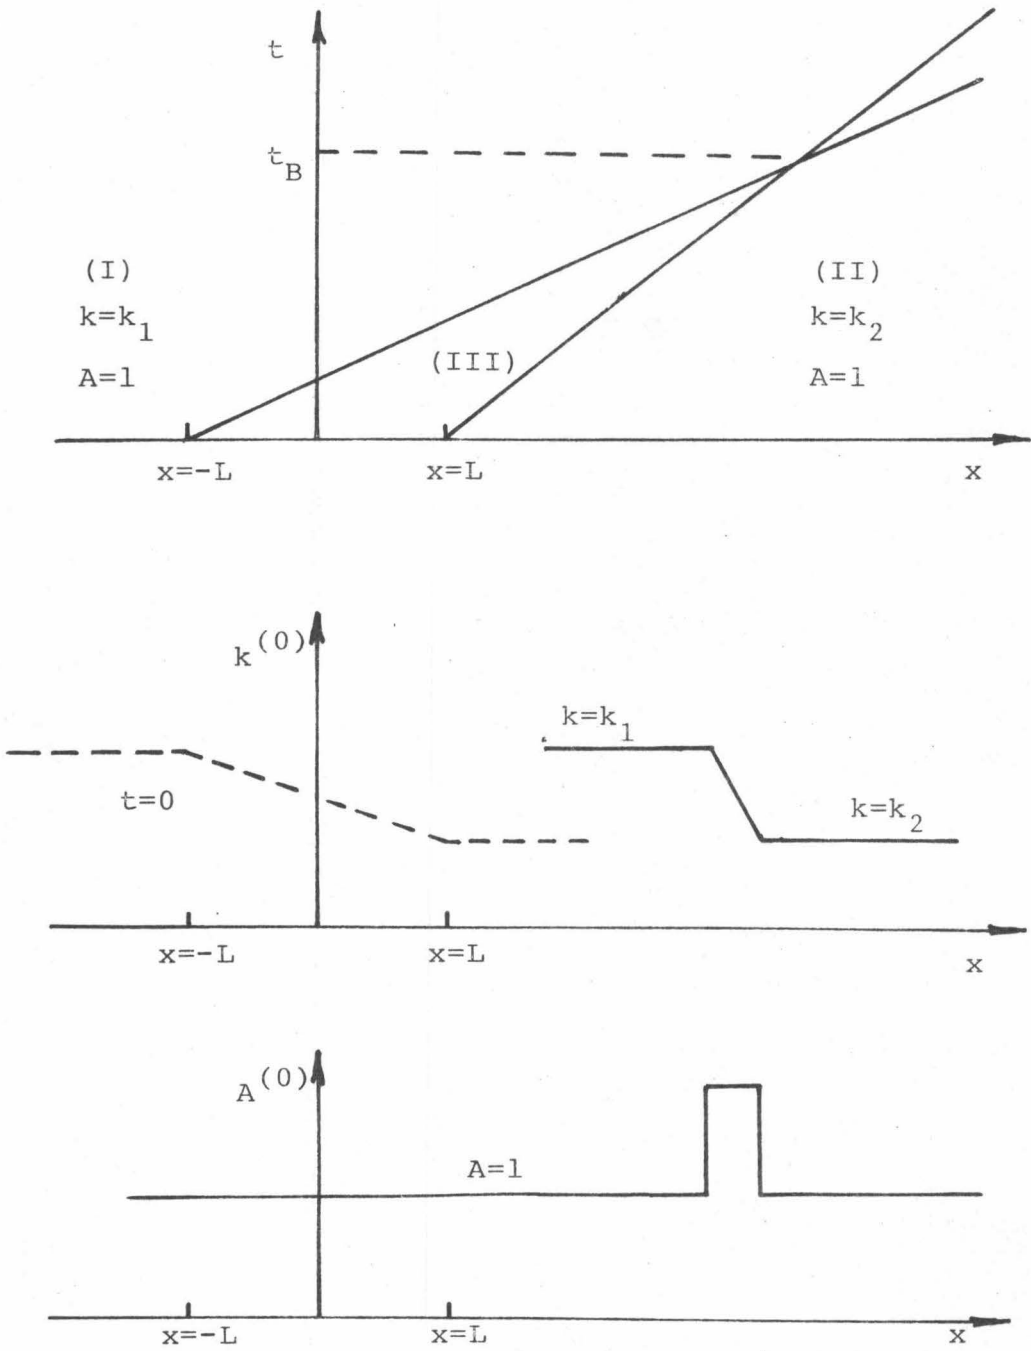 t
t_B
(I)
k=k_1
A=1
(II)
k=k_2
A=1
(III)
x=-L
x=L
x
k^(0)
k=k_1
t=0
k=k_2
x=-L
x=L
x
A^(0)
A=1
x=-L
x=L
x